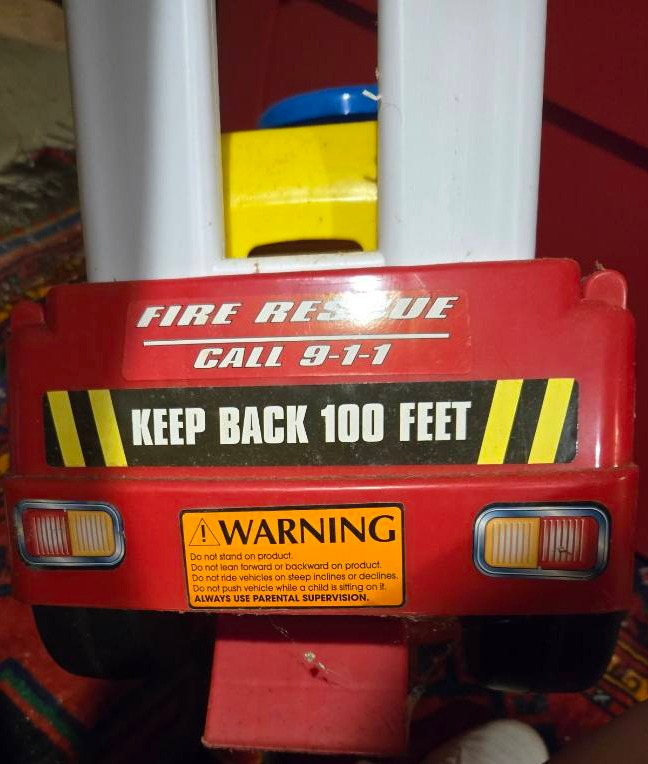 FIRE RESCUE
CALL 9-1-1
KEEP BACK 100 FEET
WARNING
Do not stand on product.
Do not lean forward or backward on product.
Do not ride vehicles on steep inclines or declines.
Do not push vehicle while a child is sitting on it.
ALWAYS USE PARENTAL SUPERVISION.